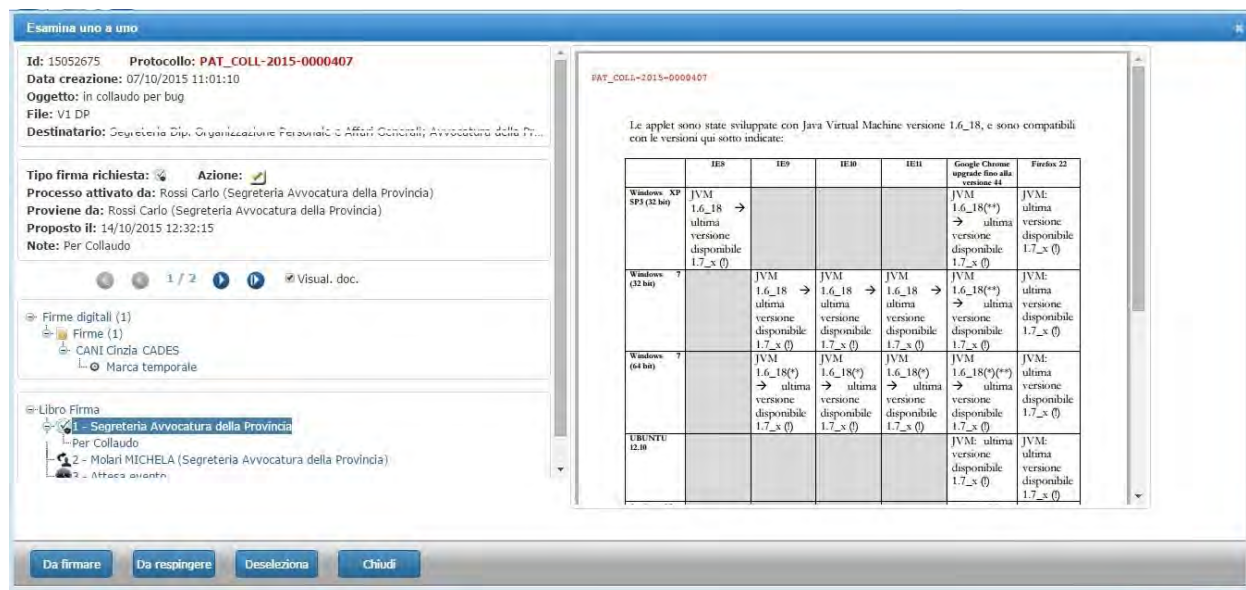 Esamina uno a uno
Id: 15052675 Protocollo: PAT_COLL-2015-0000407
Data creazione: 07/10/2015 11:01:10
Oggetto: in collaudo per bug
File: V1 DP
Destinatario: Segreteria Dip. Organizzazione Personale e Affari Generali; Avvocatura della Pr...
Tipo firma richiesta: Azione:
Processo attivato da: Rossi Carlo (Segreteria Avvocatura della Provincia)
Proviene da: Rossi Carlo (Segreteria Avvocatura della Provincia)
Proposto il: 14/10/2015 12:32:15
Note: Per Collaudo
1 / 2 Visual. doc.
Firme digitali (1)
Firme (1)
CANI Cinzia CADES
Marca temporale
Libro Firma
1 - Segreteria Avvocatura della Provincia
Per Collaudo
2 - Molari MICHELA (Segreteria Avvocatura della Provincia)
3 - Attesa evento
PAT_COLL-2015-0000407
Le applet sono state sviluppate con Java Virtual Machine versione 1.6_18, e sono compatibili
con le versioni qui sotto indicate:
IE8 IE9 IE10 IE11 Google Chrome upgrade fino alla versione 44 Firefox 22
Windows XP SP3 (32 bit) JVM 1.6_18 → ultima versione disponibile 1.7_x (!) JVM 1.6_18(**) → ultima versione disponibile 1.7_x (!) JVM: ultima versione disponibile 1.7_x (!)
Windows 7 (32 bit) JVM 1.6_18 → ultima versione disponibile 1.7_x (!) JVM 1.6_18 → ultima versione disponibile 1.7_x (!) JVM 1.6_18 → ultima versione disponibile 1.7_x (!) JVM 1.6_18(**) → ultima versione disponibile 1.7_x (!) JVM: ultima versione disponibile 1.7_x (!)
Windows 7 (64 bit) JVM 1.6_18(*) → ultima versione disponibile 1.7_x (!) JVM 1.6_18(*) → ultima versione disponibile 1.7_x (!) JVM 1.6_18(*) → ultima versione disponibile 1.7_x (!) JVM 1.6_18(*)(**) → ultima versione disponibile 1.7_x (!) JVM: ultima versione disponibile 1.7_x (!)
UBUNTU 12.10 JVM: ultima versione disponibile 1.7_x (!) JVM: ultima versione disponibile 1.7_x (!)
Da firmare Da respingere Deseleziona Chiudi